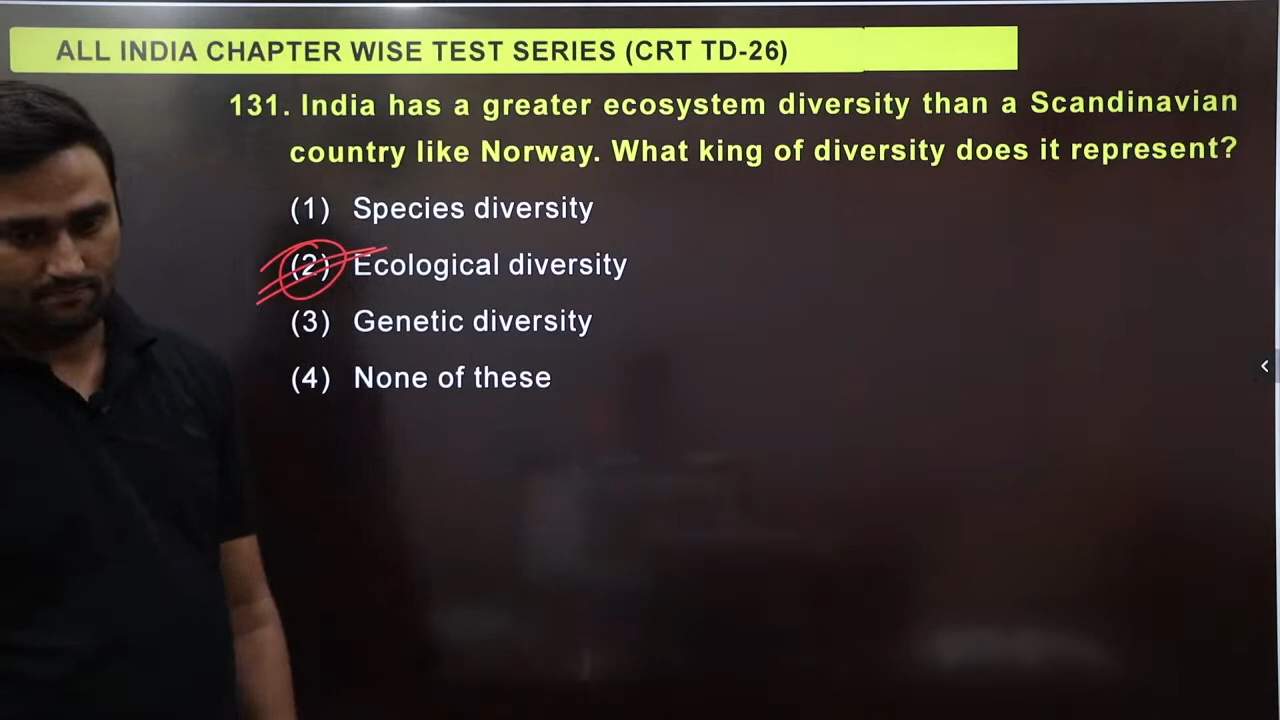 ALL INDIA CHAPTER WISE TEST SERIES (CRT TD-26)
131. India has a greater ecosystem diversity than a Scandinavian
country like Norway. What king of diversity does it represent?
(1) Species diversity
(2) Ecological diversity
(3) Genetic diversity
(4) None of these